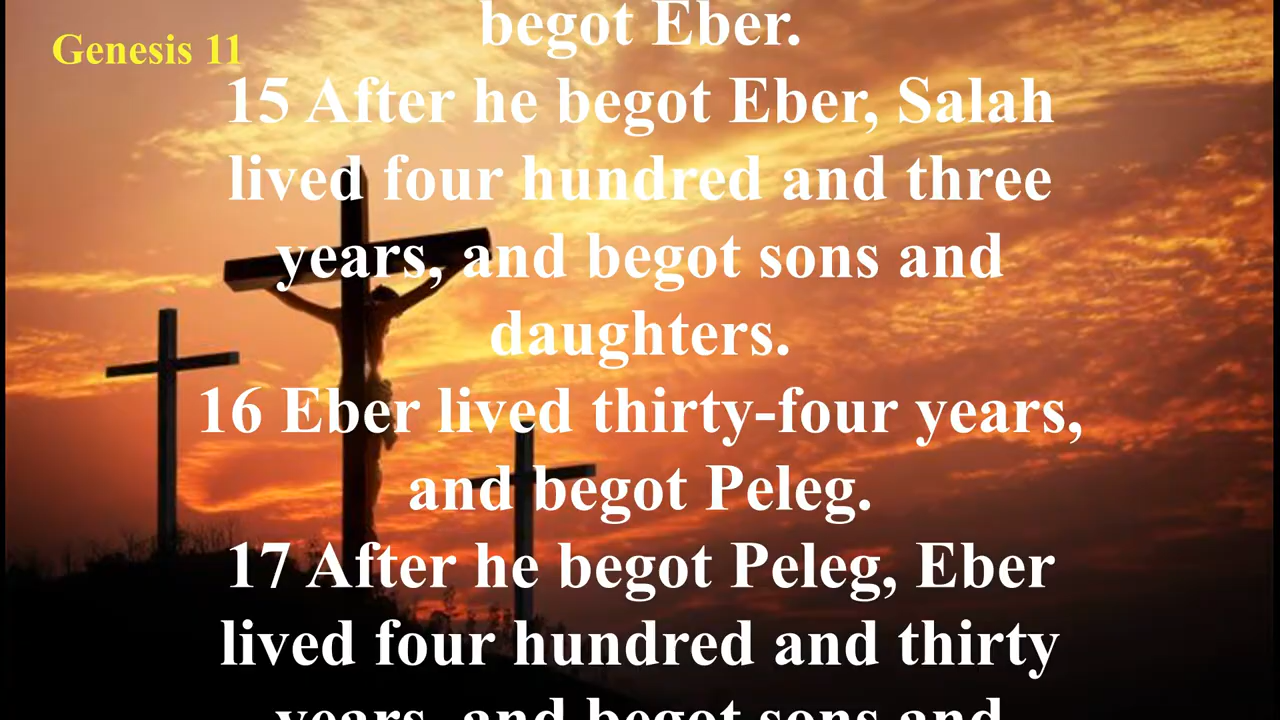 Genesis 11
begot Eber.
15 After he begot Eber, Salah
lived four hundred and three
years, and begot sons and
daughters.
16 Eber lived thirty-four years,
and begot Peleg.
17 After he begot Peleg, Eber
lived four hundred and thirty
years, and begot sons and